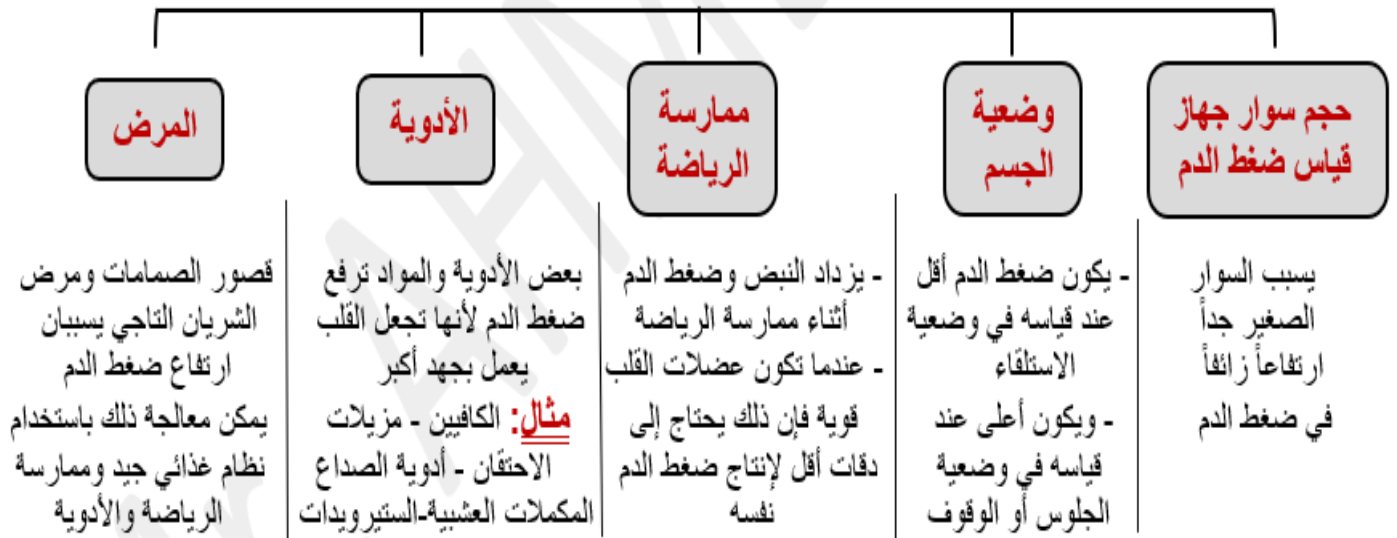 حجم سوار جهاز
قياس ضغط الدم
يسبب السوار
الصغير جداً
ارتفاعاً زائفاً
في ضغط الدم
وضعية
الجسم
- يكون ضغط الدم أقل
عند قياسه في وضعية
الاستلقاء
- ويكون أعلى عند
قياسه في وضعية
الجلوس أو الوقوف
ممارسة
الرياضة
- يزداد النبض وضغط الدم
أثناء ممارسة الرياضة
- عندما تكون عضلات القلب
قوية فإن ذلك يحتاج إلى
دقات أقل لإنتاج ضغط الدم
نفسه
الأدوية
بعض الأدوية والمواد ترفع
ضغط الدم لأنها تجعل القلب
يعمل بجهد أكبر
مثال: الكافيين - مزيلات
الاحتقان - أدوية الصداع
المكملات العشبية-الستيرويدات
المرض
قصور الصمامات ومرض
الشريان التاجي يسببان
ارتفاع ضغط الدم
يمكن معالجة ذلك باستخدام
نظام غذائي جيد وممارسة
الرياضة والأدوية